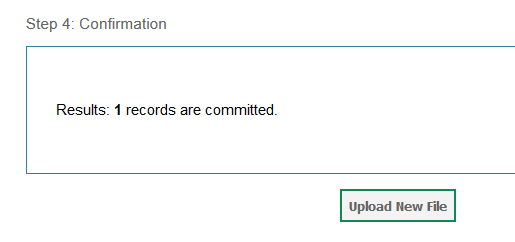 Step 4: Confirmation
Results: 1 records are committed.
Upload New File